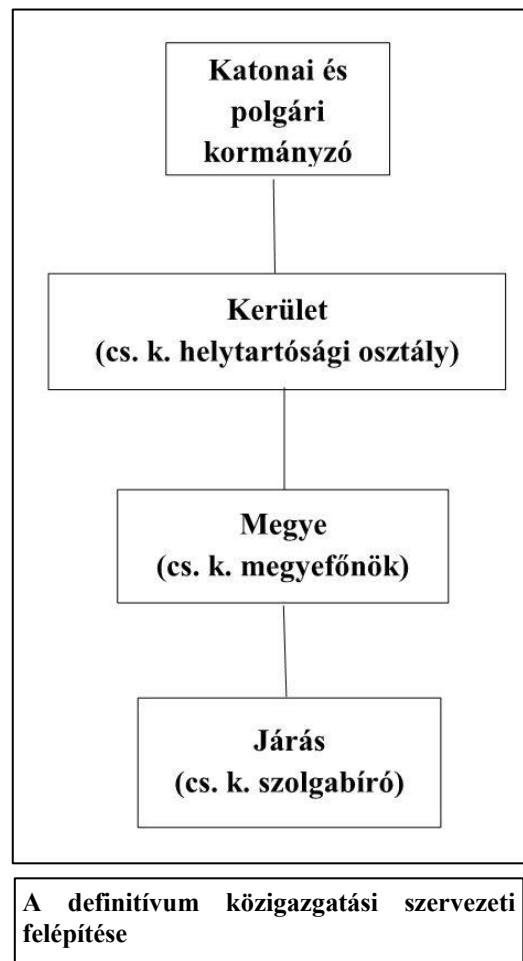 Katonai és
polgári
kormányzó
Kerület
(cs. k. helytartósági osztály)
Megye
(cs. k. megyefőnök)
Járás
(cs. k. szolgabíró)
A definitívum közigazgatási szervezeti
felépítése